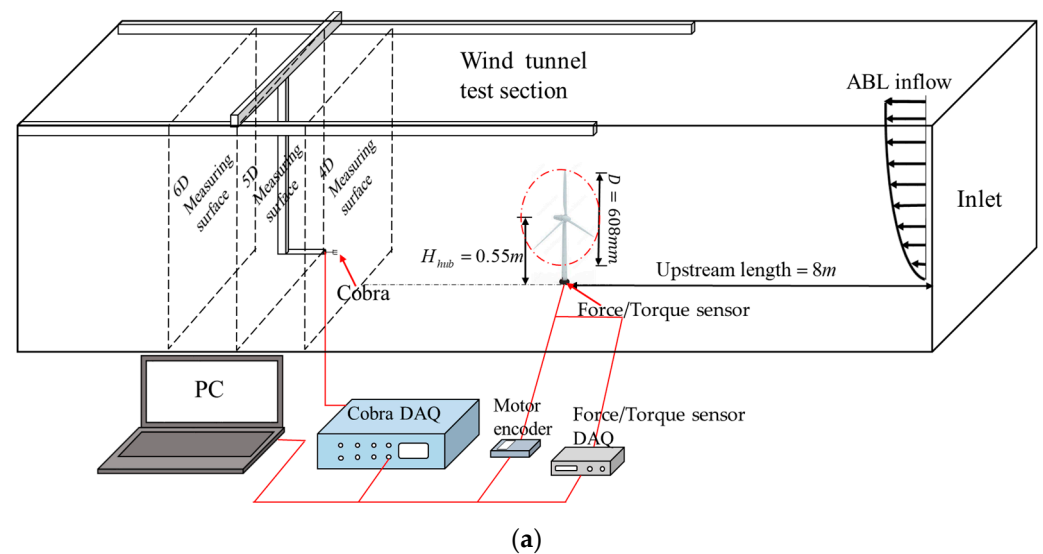 Wind tunnel
test section
ABL inflow
6D
Measuring
surface
5D
Measuring
surface
4D
Measuring
surface
D = 608mm
Inlet
H_hub = 0.55m
Upstream length = 8m
Cobra
Force/Torque sensor
PC
Cobra DAQ
Motor
encoder
Force/Torque sensor
DAQ
(a)